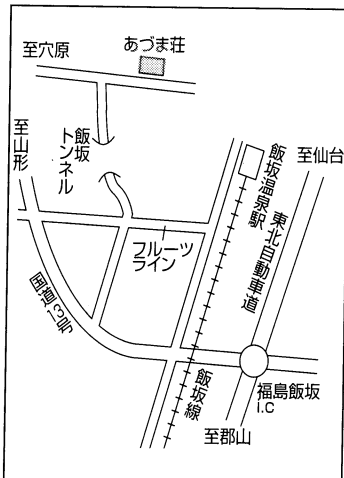 あづま荘
至穴原
至山形
飯坂
トンネル
飯坂温泉駅
至仙台
東北自動車道
フルーツ
ライン
国道13号
飯坂線
福島飯坂
I.C
至郡山